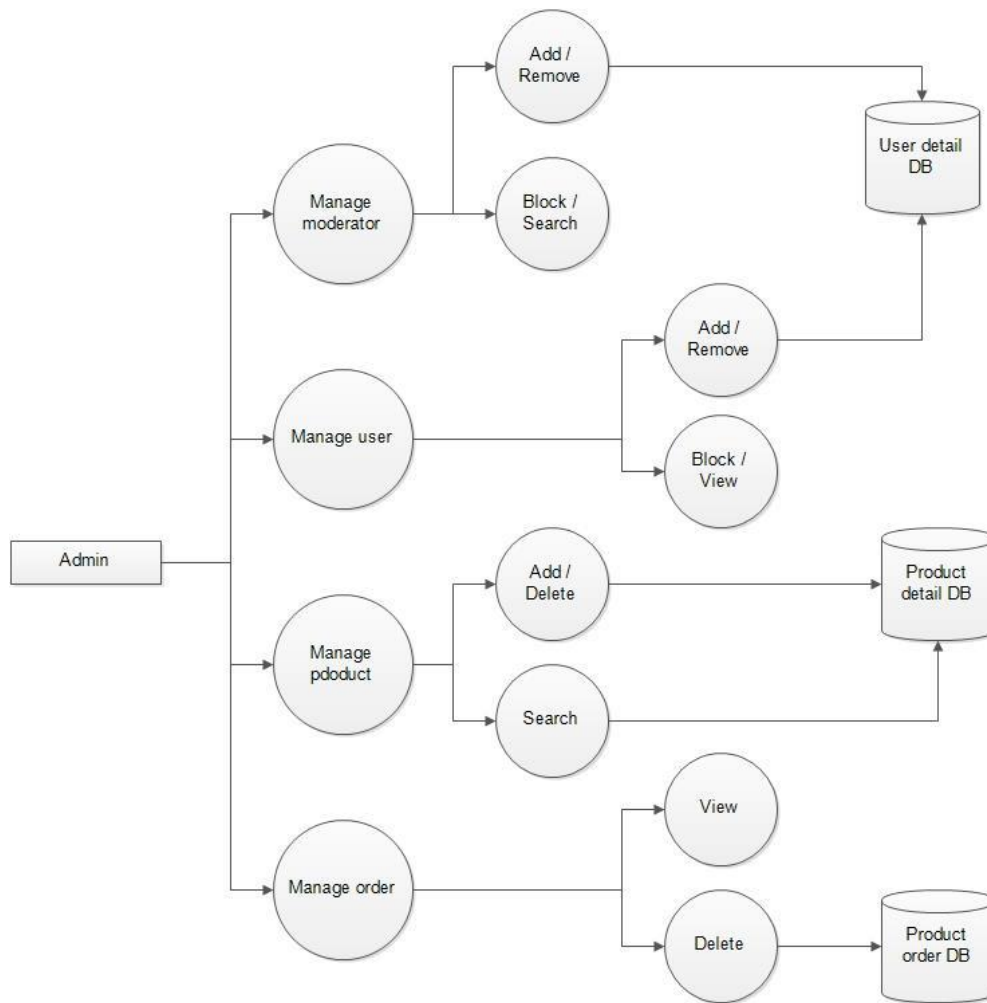 Add /
Remove
User detail
DB
Manage
moderator
Block /
Search
Add /
Remove
Manage user
Block /
View
Admin
Add /
Delete
Product
detail DB
Manage
pdoduct
Search
View
Manage order
Delete
Product
order DB